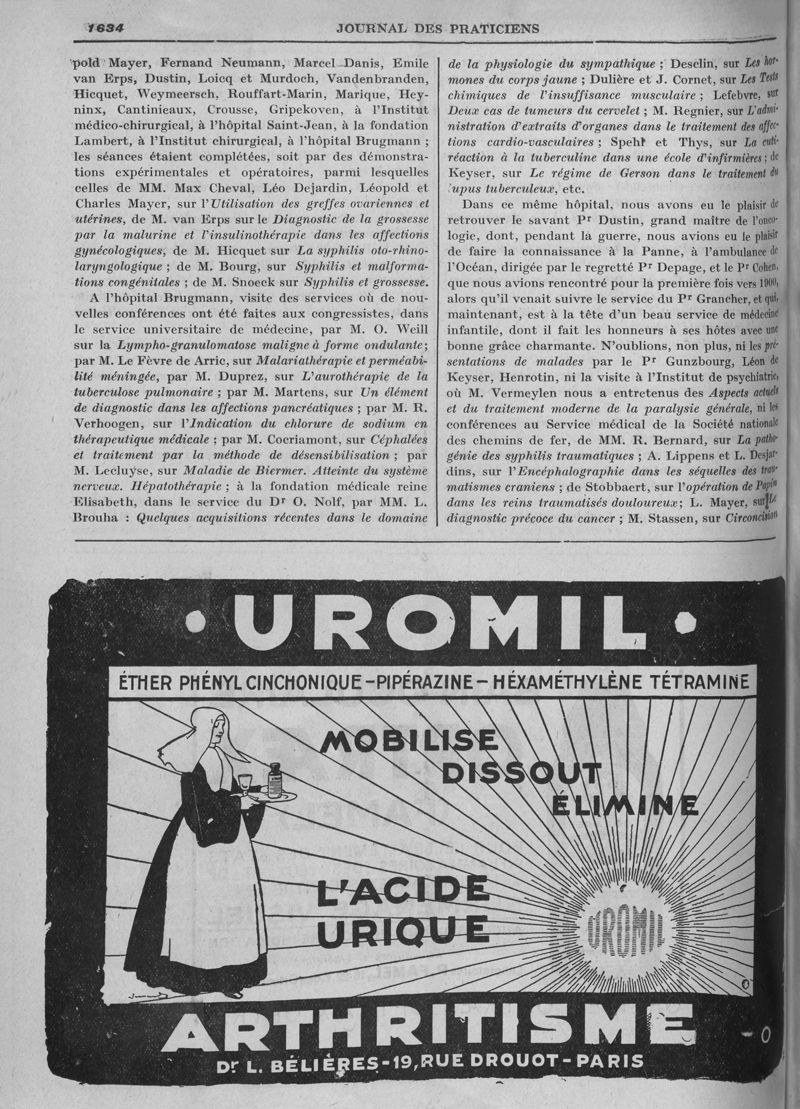 1634
JOURNAL DES PRATICIENS
pold Mayer, Fernand Neumann, Marcel Danis, Emile
van Erps, Dustin, Loicq et Murdoch, Vandenbranden,
Hicquet, Weymeersch, Rouffart-Marin, Marique, Hey-
ninx, Cantinieaux, Crousse, Gripekoven, à l'Institut
médico-chirurgical, à l'hôpital Saint-Jean, à la fondation
Lambert, à l'Institut chirurgical, à l'hôpital Brugmann ;
les séances étaient complétées, soit par des démonstra-
tions expérimentales et opératoires, parmi lesquelles
celles de MM. Max Cheval, Léo Dejardin, Léopold et
Charles Mayer, sur l'Utilisation des greffes ovariennes et
utérines, de M. van Erps sur le Diagnostic de la grossesse
par la malurine et l'insulinothérapie dans les affections
gynécologiques, de M. Hicquet sur La syphilis oto-rhino-
laryngologique ; de M. Bourg, sur Syphilis et malforma-
tions congénitales ; de M. Snoeck sur Syphilis et grossesse.
A l'hôpital Brugmann, visite des services où de nou-
velles conférences ont été faites aux congressistes, dans
le service universitaire de médecine, par M. O. Weill
sur la Lympho-granulomatose maligne à forme ondulante;
par M. Le Fèvre de Arric, sur Malariathérapie et perméabi-
lité méningée, par M. Duprez, sur L'aurothérapie de la
tuberculose pulmonaire ; par M. Martens, sur Un élément
de diagnostic dans les affections pancréatiques ; par M. R.
Verhoogen, sur l'Indication du chlorure de sodium en
thérapeutique médicale ; par M. Cocriamont, sur Céphalées
et traitement par la méthode de désensibilisation ; par
M. Lecluyse, sur Maladie de Biermer. Atteinte du système
nerveux. Hépatothérapie ; à la fondation médicale reine
Elisabeth, dans le service du Dr O. Nolf, par MM. L.
Brouha : Quelques acquisitions récentes dans le domaine
de la physiologie du sympathique ; Desclin, sur Les hor-
mones du corps jaune ; Dulière et J. Cornet, sur Les Tests
chimiques de l'insuffisance musculaire ; Lefebvre, sur
Deux cas de tumeurs du cervelet ; M. Regnier, sur L'admi-
nistration d'extraits d'organes dans le traitement des affec-
tions cardio-vasculaires ; Spehl et Thys, sur La cuti-
réaction à la tuberculine dans une école d'infirmières ; de
Keyser, sur Le régime de Gerson dans le traitement du
lupus tuberculeux, etc.
Dans ce même hôpital, nous avons eu le plaisir de
retrouver le savant Pr Dustin, grand maître de l'onco-
logie, dont, pendant la guerre, nous avions eu le plaisir
de faire la connaissance à la Panne, à l'ambulance de
l'Océan, dirigée par le regretté Pr Depage, et le Pr Cohen,
que nous avions rencontré pour la première fois vers 1900,
alors qu'il venait suivre le service du Pr Grancher, et qui,
maintenant, est à la tête d'un beau service de médecine
infantile, dont il fait les honneurs à ses hôtes avec une
bonne grâce charmante. N'oublions, non plus, ni les pré-
sentations de malades par le Pr Gunzbourg, Léon de
Keyser, Henrotin, ni la visite à l'Institut de psychiatrie,
où M. Vermeylen nous a entretenus des Aspects actuels
et du traitement moderne de la paralysie générale, ni les
conférences au Service médical de la Société nationale
des chemins de fer, de MM. R. Bernard, sur La patho-
génie des syphilis traumatiques ; A. Lippens et L. Desjar-
dins, sur l'Encéphalographie dans les séquelles des trau-
matismes craniens ; de Stobbaert, sur l'opération de Papin
dans les reins traumatisés douloureux ; L. Mayer, sur Le
diagnostic précoce du cancer ; M. Stassen, sur Circoncision
• UROMIL •
ÉTHER PHÉNYL CINCHONIQUE - PIPÉRAZINE - HÉXAMÉTHYLÈNE TÉTRAMINE
MOBILISE
DISSOUT
ÉLIMINE
L'ACIDE
URIQUE
UROMIL
ARTHRITISME
Dr. L. BÉLIÈRES - 19, RUE DROUOT - PARIS